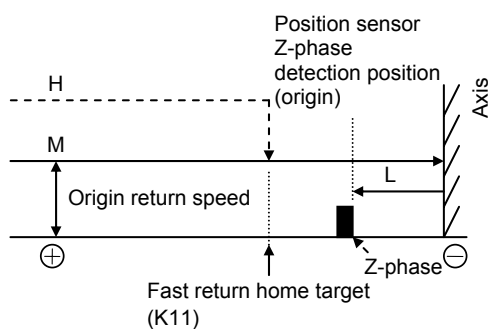 Position sensor
Z-phase
detection position
(origin)
H
Axis
M
L
Origin return speed
Z-phase
+
−
Fast return home target
(K11)